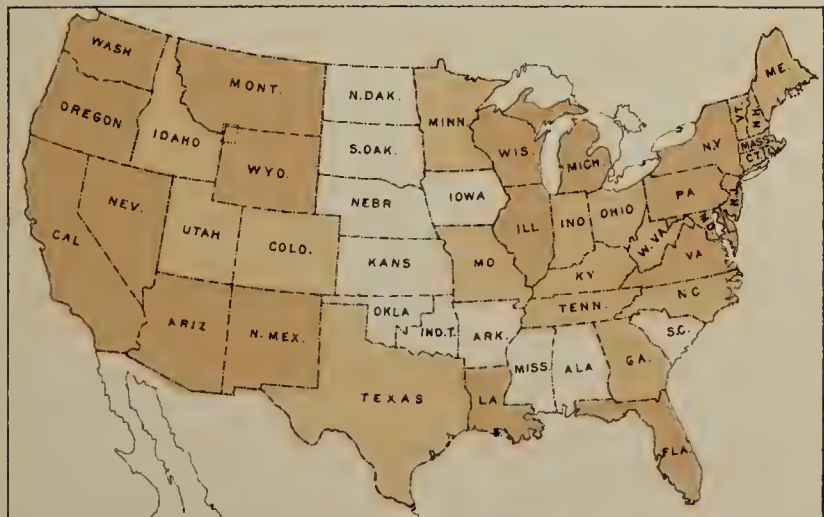 WASH
MONT.
N.DAK.
MINN.
ME.
VT.
N.H.
OREGON
IDAHO
S.DAK.
WIS.
MICH.
N.Y
MASS.
CT.
WYO.
NEBR
IOWA
PA
N.J.
NEV.
UTAH
COLO.
ILL
IND
OHIO
W.VA
MD
VA
CAL
KANS
MO
KY
N C
TENN.
ARIZ
N.MEX.
OKLA
IND.T.
ARK.
S.C.
MISS.
ALA
GA.
TEXAS
LA
FLA.